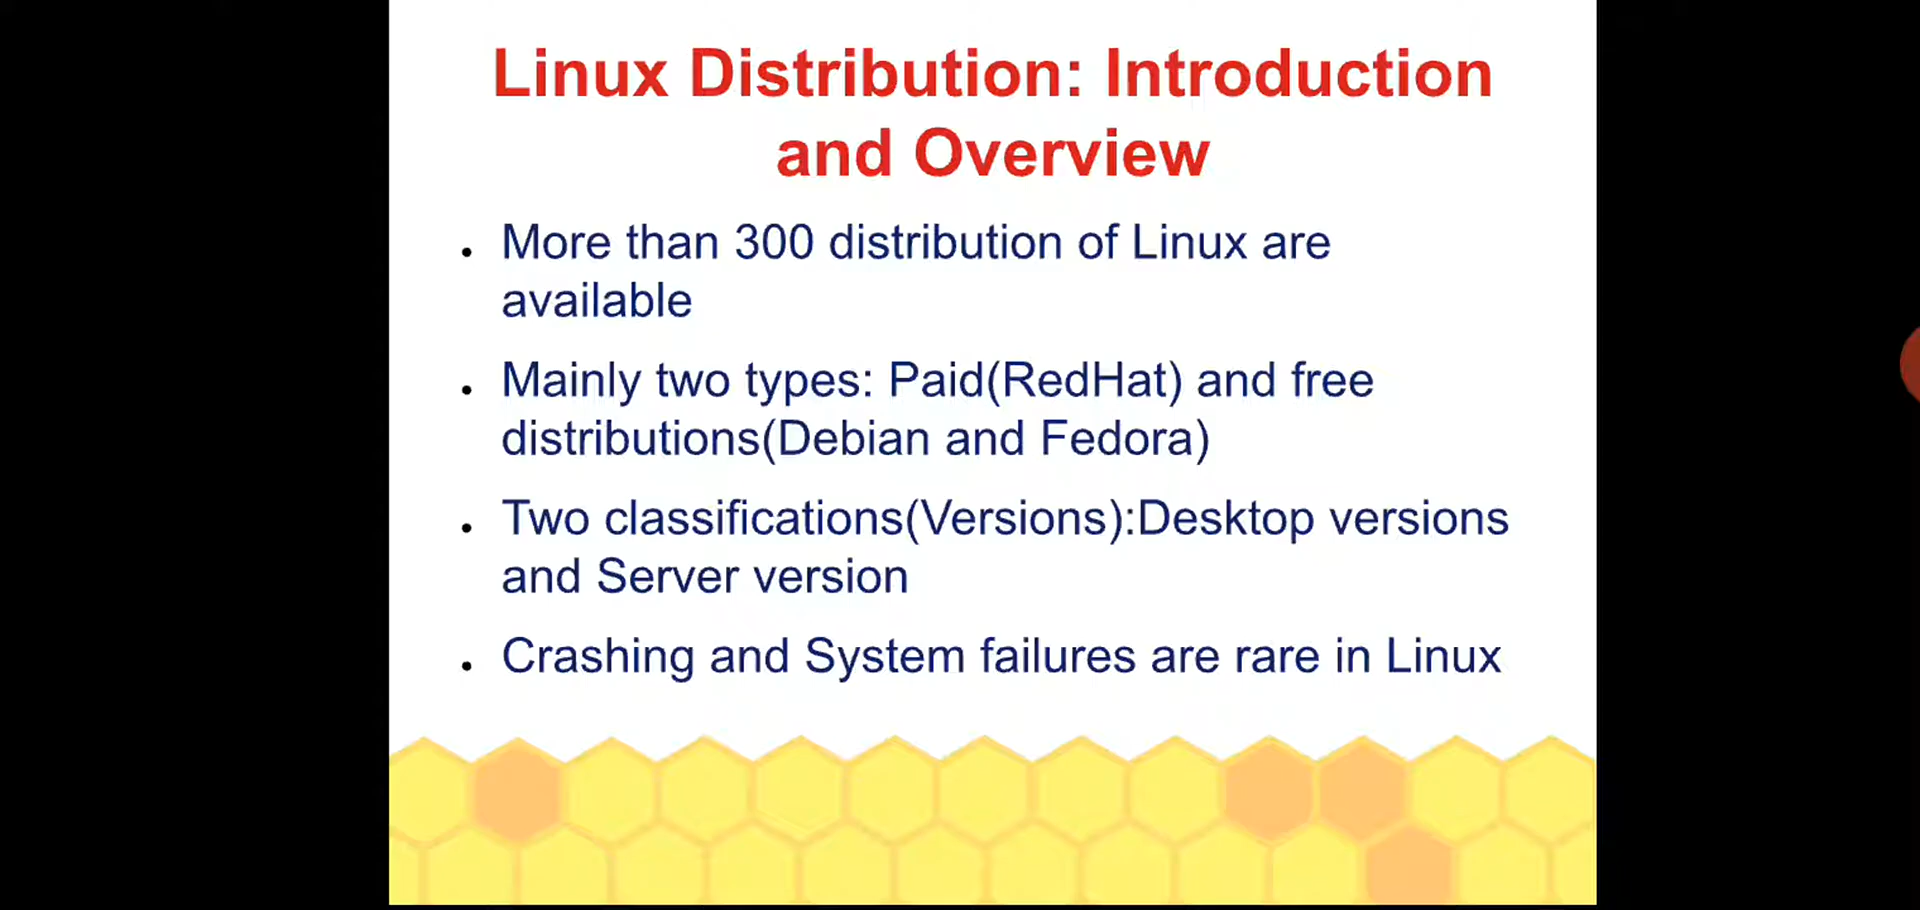 Linux Distribution: Introduction
and Overview
• More than 300 distribution of Linux are
available
• Mainly two types: Paid(RedHat) and free
distributions(Debian and Fedora)
• Two classifications(Versions):Desktop versions
and Server version
• Crashing and System failures are rare in Linux